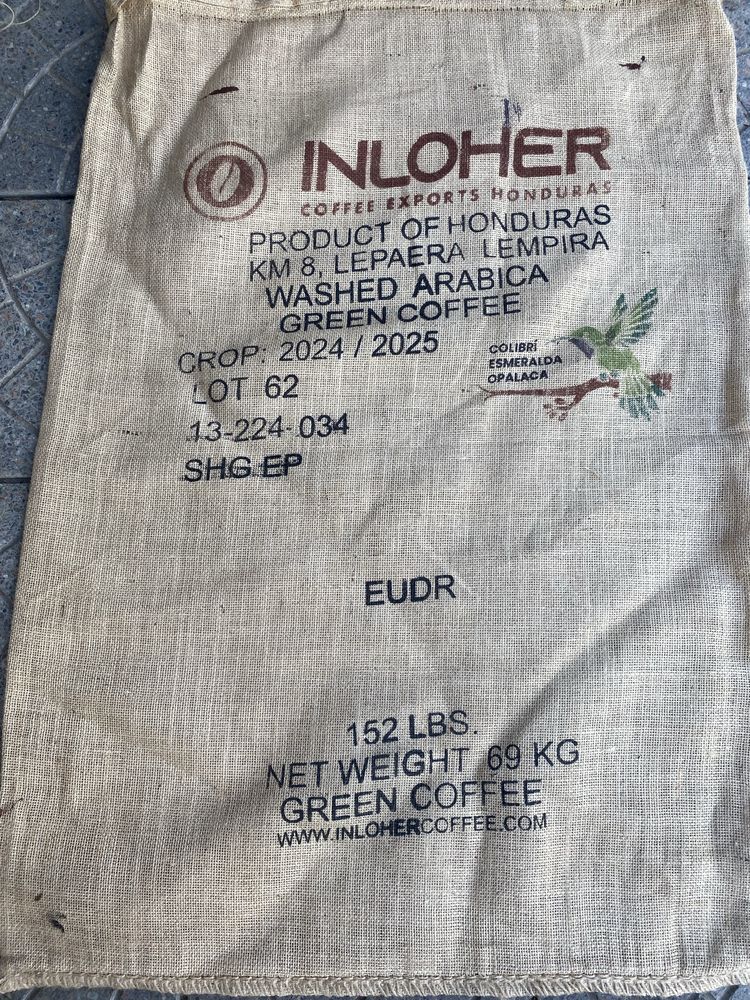 INLOHER
COFFEE EXPORTS HONDURAS
PRODUCT OF HONDURAS
KM 8, LEPAERA LEMPIRA
WASHED ARABICA
GREEN COFFEE
CROP: 2024 / 2025
COLIBRÍ
ESMERALDA
OPALACA
LOT 62
13-224-034
SHG EP
EUDR
152 LBS.
NET WEIGHT 69 KG
GREEN COFFEE
WWW.INLOHERCOFFEE.COM